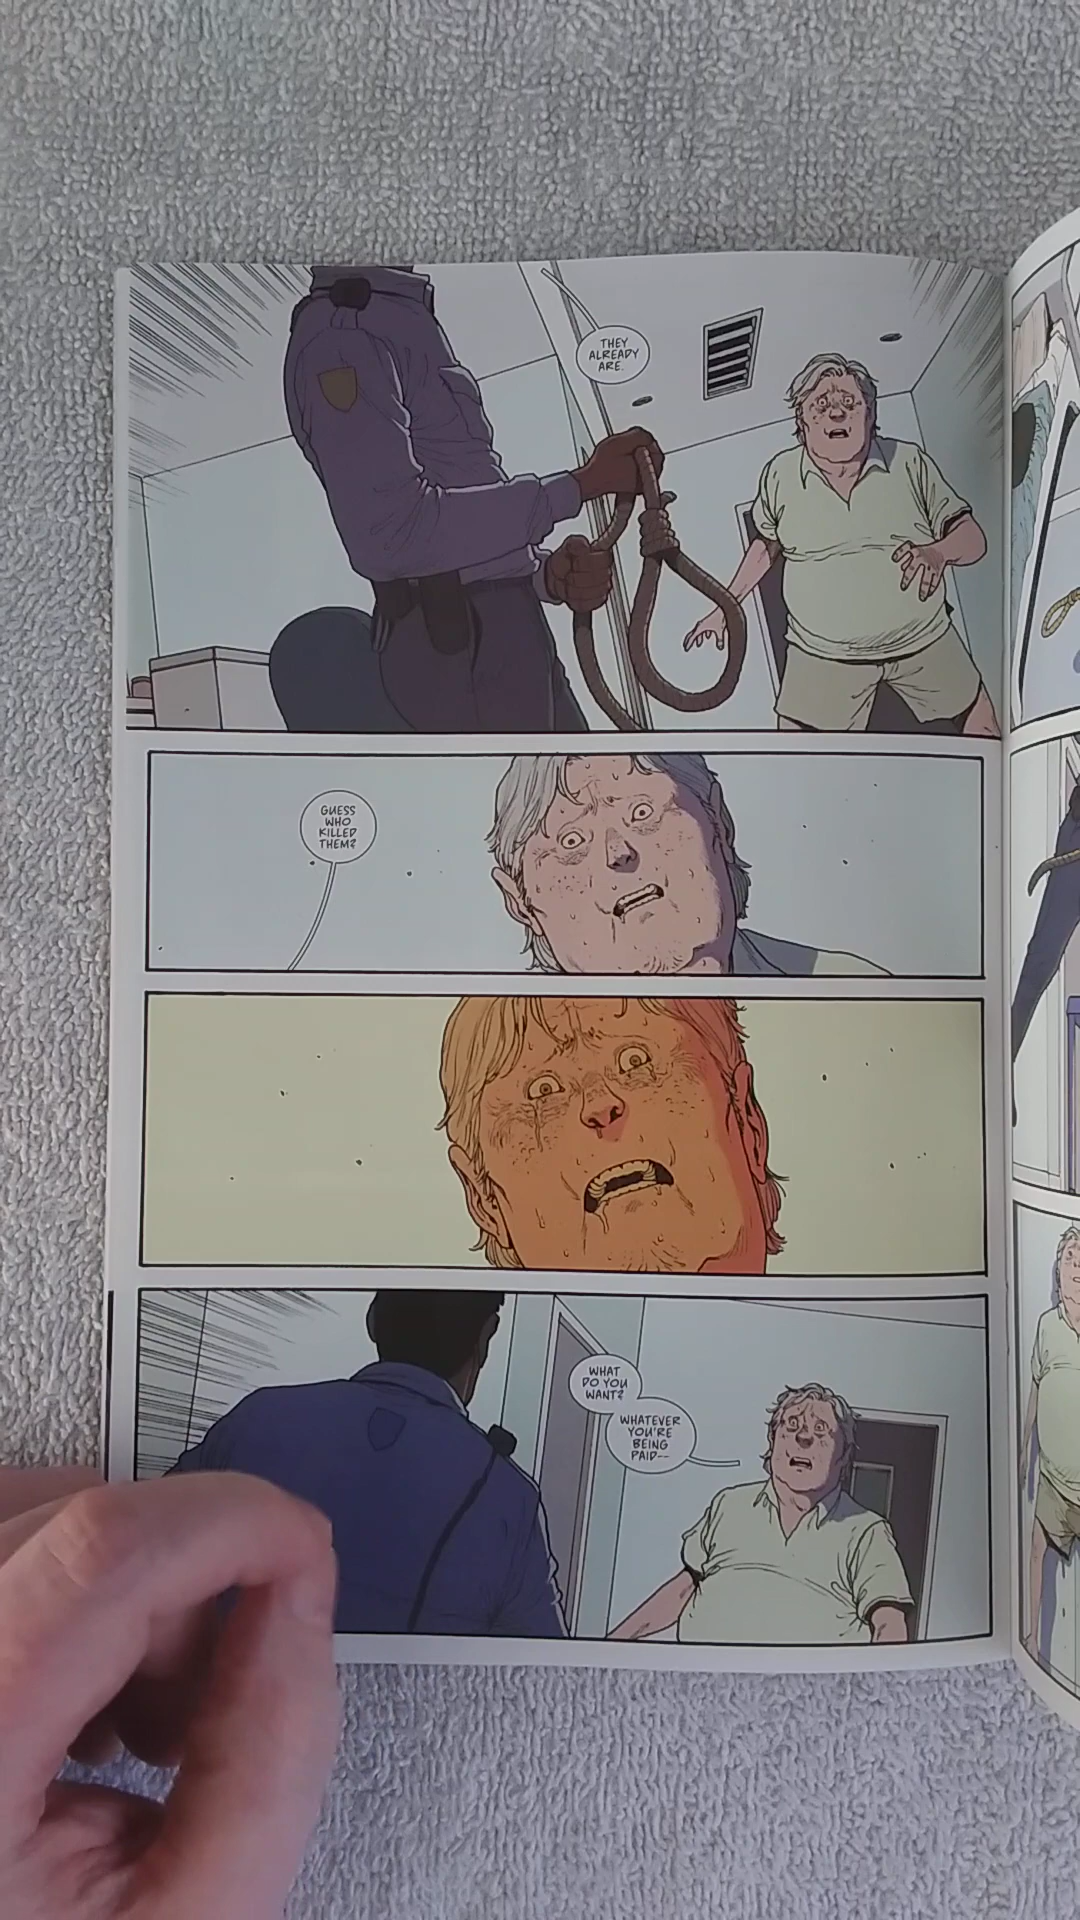 THEY
ALREADY
ARE.
GUESS
WHO
KILLED
THEM?
WHAT
DO YOU
WANT?
WHATEVER
YOU'RE
BEING
PAID--